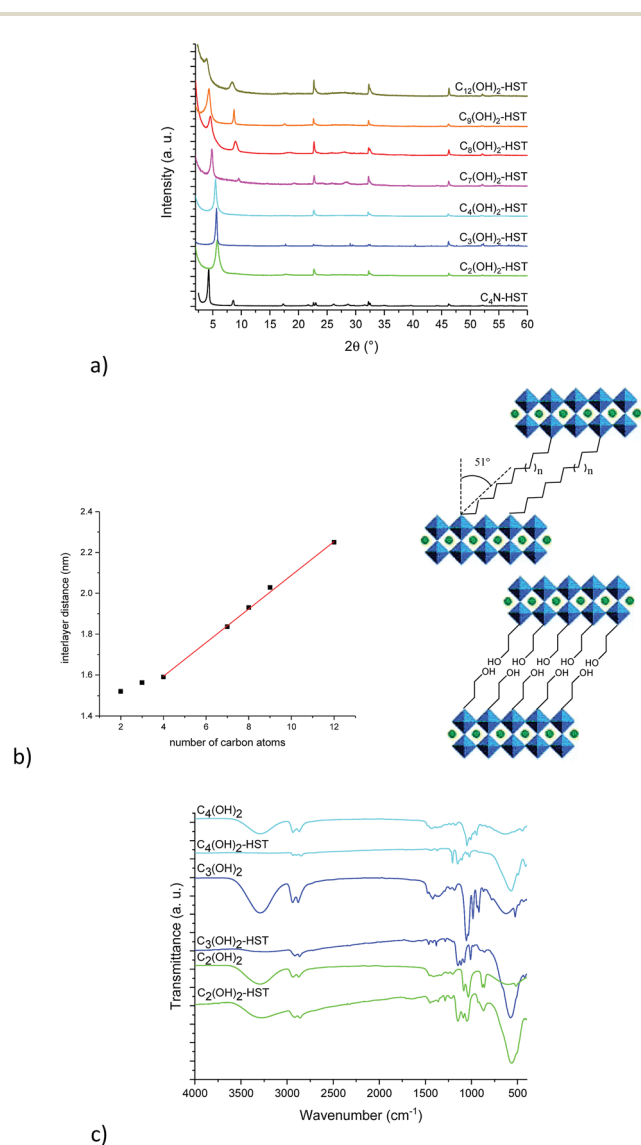 C₁₂(OH)₂-HST
C₉(OH)₂-HST
C₈(OH)₂-HST
C₇(OH)₂-HST
C₄(OH)₂-HST
C₃(OH)₂-HST
C₂(OH)₂-HST
C₄N-HST
Intensity (a. u.)
5 10 15 20 25 30 35 40 45 50 55 60
2θ (°)
a)
51°
)n
)n
2.4
2.2
2.0
1.8
1.6
1.4
interlayer distance (nm)
0 2 4 6 8 10 12
number of carbon atoms
HO HO HO HO HO
OH OH OH OH OH
b)
C₄(OH)₂
C₄(OH)₂-HST
C₃(OH)₂
C₃(OH)₂-HST
C₂(OH)₂
C₂(OH)₂-HST
Transmittance (a. u.)
4000 3500 3000 2500 2000 1500 1000 500
Wavenumber (cm⁻¹)
c)